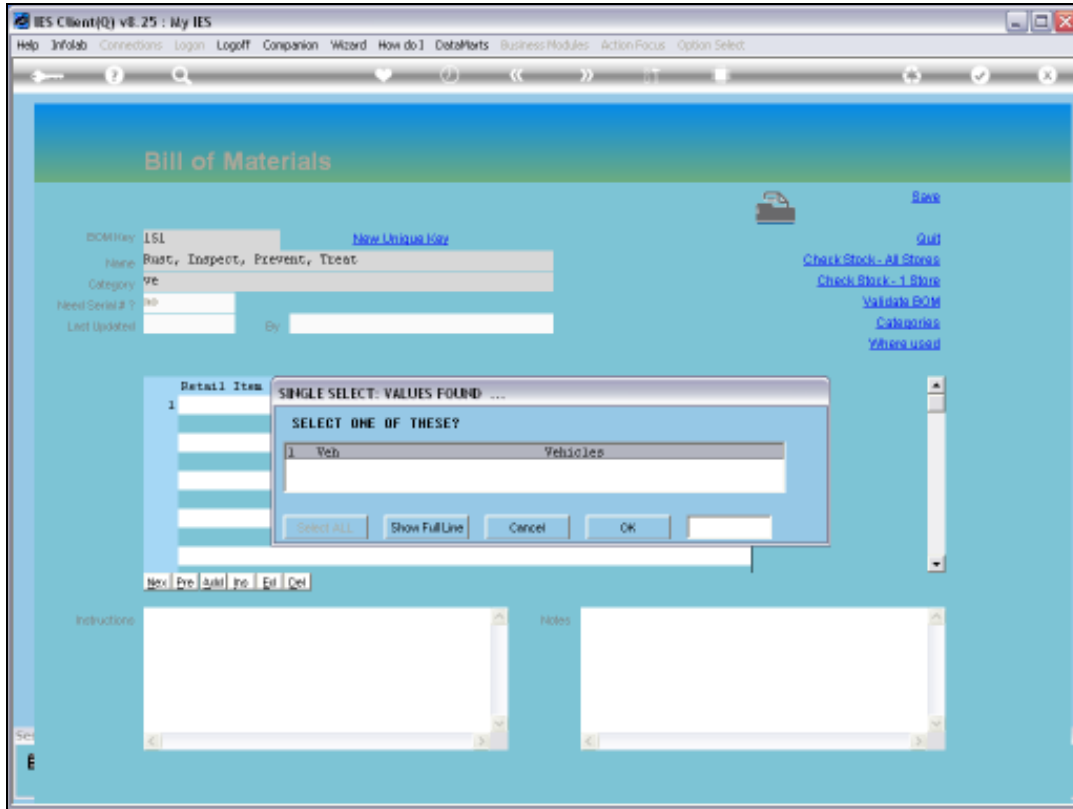 IES Client(Q) v8.25 : My IES
Help Infolab Connections Logon Logoff Companion Wizard How do I DataMarts Business Modules Action Focus Option Select
Bill of Materials
Save
BOM Key 151 New Unique Key Quit
Name Rust, Inspect, Prevent, Treat Check Stock - All Stores
Category ve Check Stock - 1 Store
Need Serial # ? no Validate BOM
Last Updated By Categories
Where used
Retail Item
1
SINGLE SELECT: VALUES FOUND ...
SELECT ONE OF THESE?
1 Veh Vehicles
Select ALL Show Full Line Cancel OK
Nex Pre Add Ins Ed Del
Instructions Notes